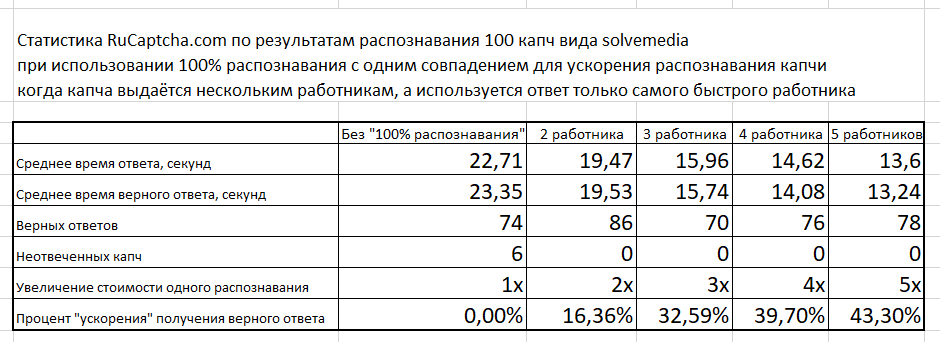 Статистика RuCaptcha.com по результатам распознавания 100 капч вида solvemedia
при использовании 100% распознавания с одним совпадением для ускорения распознавания капчи
когда капча выдаётся нескольким работникам, а используется ответ только самого быстрого работника
Без "100% распознавания" 2 работника 3 работника 4 работника 5 работников
Среднее время ответа, секунд 22,71 19,47 15,96 14,62 13,6
Среднее время верного ответа, секунд 23,35 19,53 15,74 14,08 13,24
Верных ответов 74 86 70 76 78
Неотвеченных капч 6 0 0 0 0
Увеличение стоимости одного распознавания 1x 2x 3x 4x 5x
Процент "ускорения" получения верного ответа 0,00% 16,36% 32,59% 39,70% 43,30%